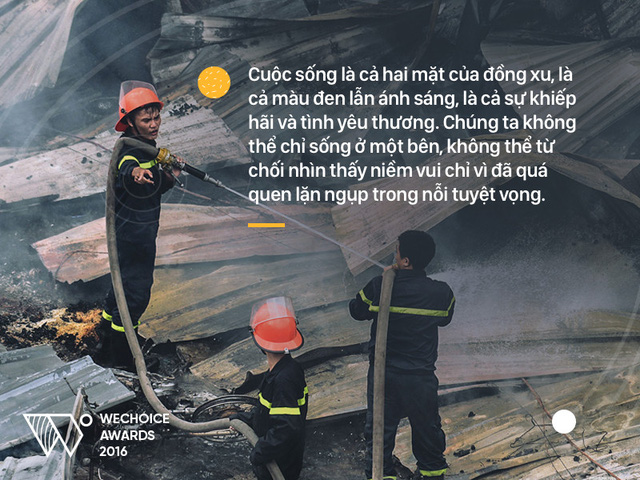 Cuộc sống là cả hai mặt của đồng xu, là
cả màu đen lẫn ánh sáng, là cả sự khiếp
hãi và tình yêu thương. Chúng ta không
thể chỉ sống ở một bên, không thể từ
chối nhìn thấy niềm vui chỉ vì đã quá
quen lặn ngụp trong nỗi tuyệt vọng.
WECHOICE
AWARDS
2016